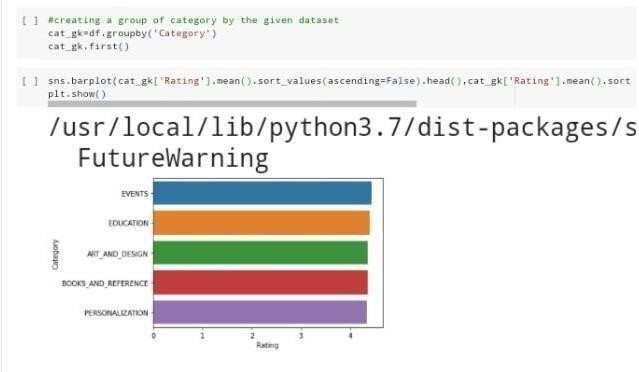 [ ] #creating a group of category by the given dataset
cat_gk=df.groupby('Category')
cat_gk.first()
[ ] sns.barplot(cat_gk['Rating'].mean().sort_values(ascending=False).head(),cat_gk['Rating'].mean().sort
plt.show()
/usr/local/lib/python3.7/dist-packages/s
FutureWarning
EVENTS
EDUCATION
ART_AND_DESIGN
BOOKS_AND_REFERENCE
PERSONALIZATION
Category
0 1 2 3 4
Rating